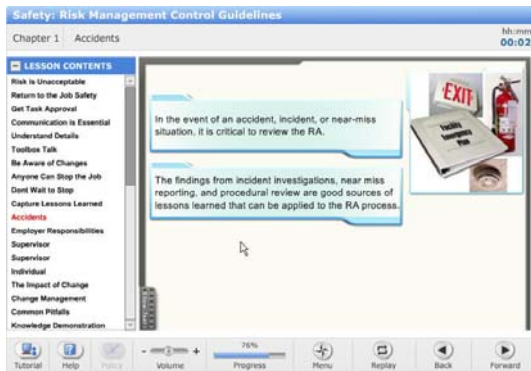 Safety: Risk Management Control Guidelines
Chapter 1 Accidents
hh:mm
00:02
LESSON CONTENTS
Risk is Unacceptable
Return to the Job Safety
Get Task Approval
Communication is Essential
Understand Details
Toolbox Talk
Be Aware of Changes
Anyone Can Stop the Job
Dont Wait to Stop
Capture Lessons Learned
Accidents
Employer Responsibilities
Supervisor
Supervisor
Individual
The Impact of Change
Change Management
Common Pitfalls
Knowledge Demonstration
In the event of an accident, incident, or near-miss
situation, it is critical to review the RA.
The findings from incident investigations, near miss
reporting, and procedural review are good sources of
lessons learned that can be applied to the RA process.
EXIT
Facility
Emergency
Plan
Tutorial
Help
Policy
- +
Volume
76%
Progress
Menu
Replay
Back
Forward